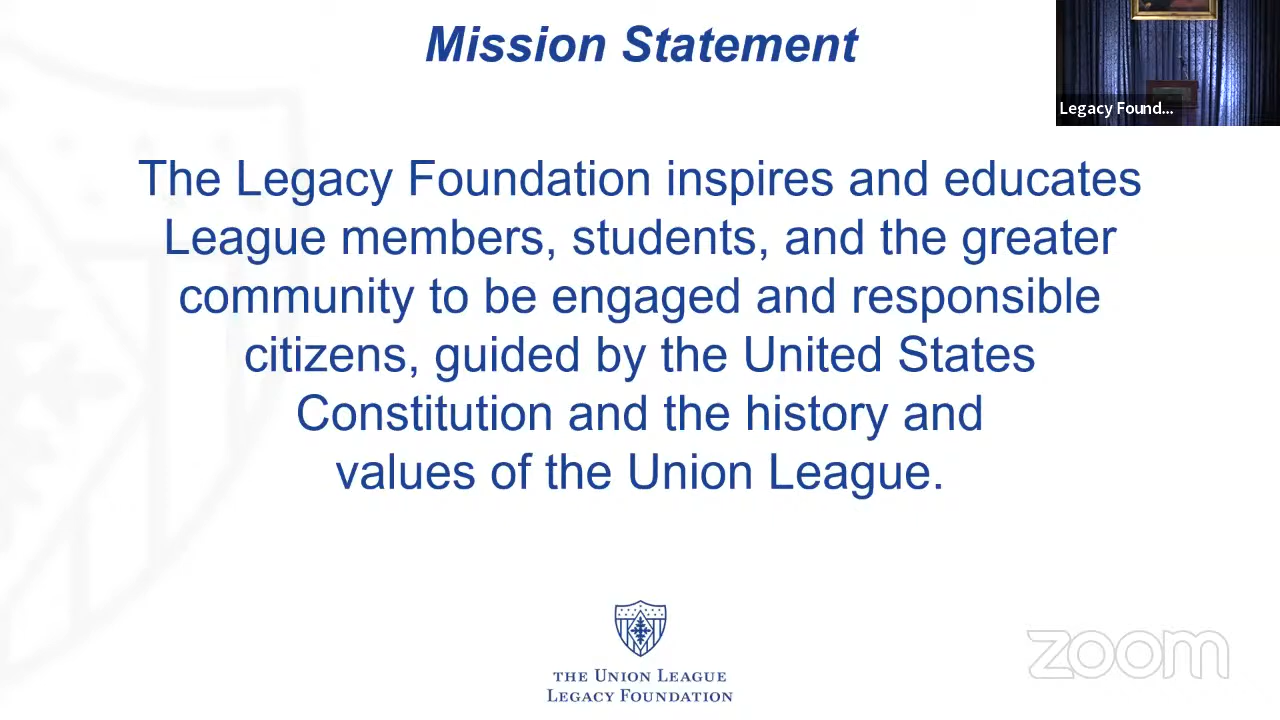 Mission Statement
Legacy Found...
The Legacy Foundation inspires and educates
League members, students, and the greater
community to be engaged and responsible
citizens, guided by the United States
Constitution and the history and
values of the Union League.
THE UNION LEAGUE
LEGACY FOUNDATION
zoom